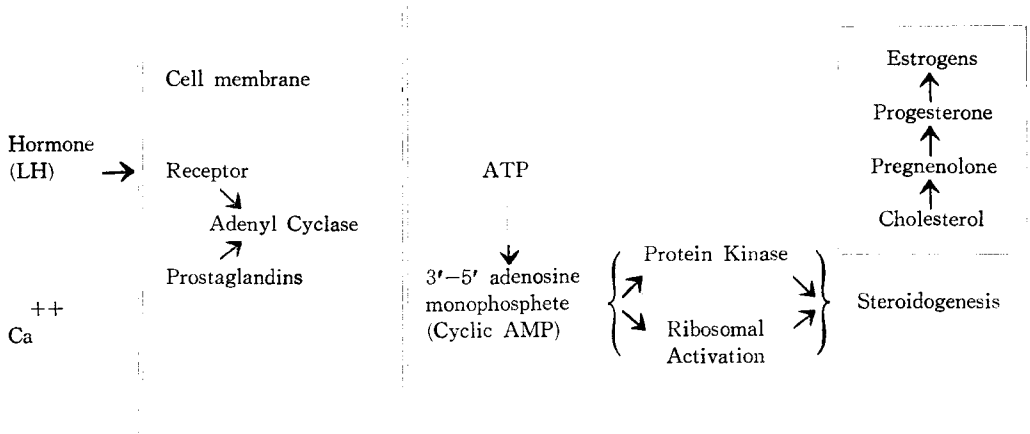 Cell membrane
Hormone
(LH)
Receptor
Adenyl Cyclase
Prostaglandins
++
Ca
ATP
3′–5′ adenosine
monophosphete
(Cyclic AMP)
Protein Kinase
Ribosomal
Activation
Steroidogenesis
Estrogens
Progesterone
Pregnenolone
Cholesterol